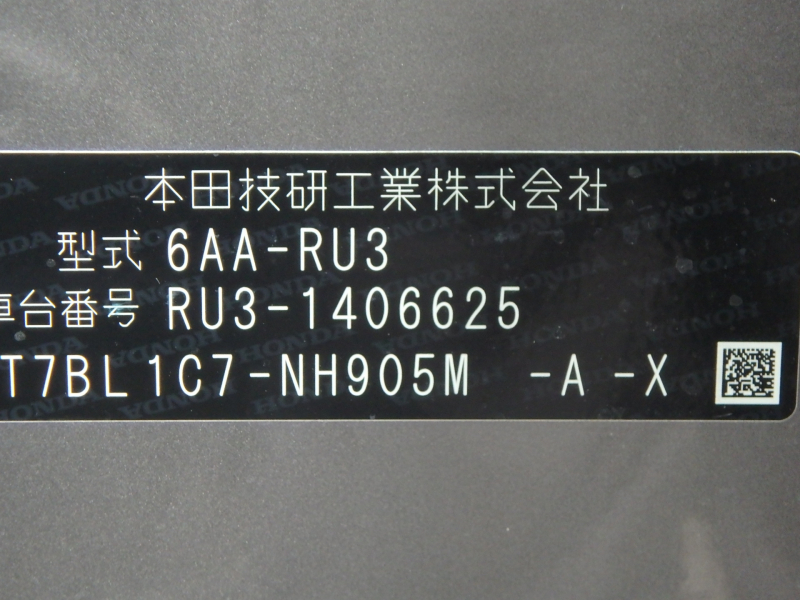 本田技研工業株式会社
型式 6AA-RU3
車台番号 RU3-1406625
T7BL1C7-NH905M -A -X